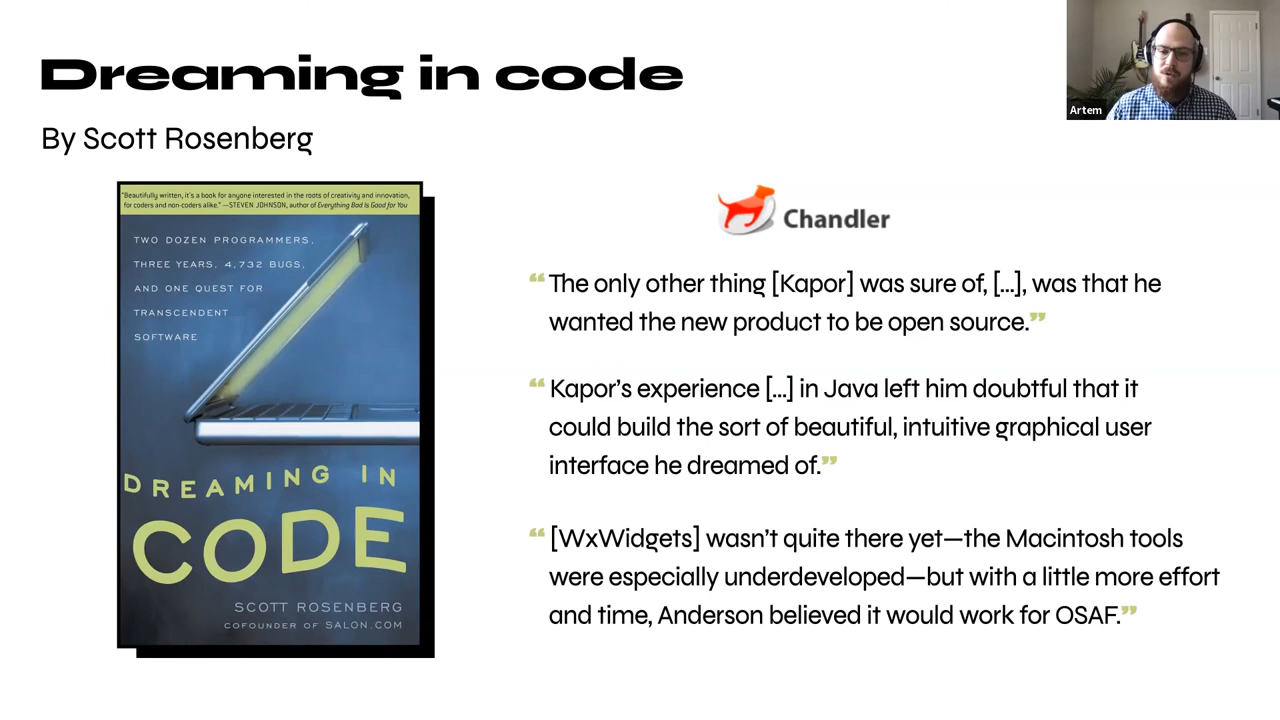 Dreaming in code
By Scott Rosenberg
Artem
"Beautifully written, it's a book for anyone interested in the roots of creativity and innovation,
for coders and non-coders alike." —STEVEN JOHNSON, author of Everything Bad Is Good for You
TWO DOZEN PROGRAMMERS,
THREE YEARS, 4,732 BUGS,
AND ONE QUEST FOR
TRANSCENDENT
SOFTWARE
DREAMING IN
CODE
SCOTT ROSENBERG
COFOUNDER OF SALON.COM
Chandler
“The only other thing [Kapor] was sure of, [...], was that he
wanted the new product to be open source.”
“Kapor’s experience [...] in Java left him doubtful that it
could build the sort of beautiful, intuitive graphical user
interface he dreamed of.”
“[WxWidgets] wasn’t quite there yet—the Macintosh tools
were especially underdeveloped—but with a little more effort
and time, Anderson believed it would work for OSAF.”